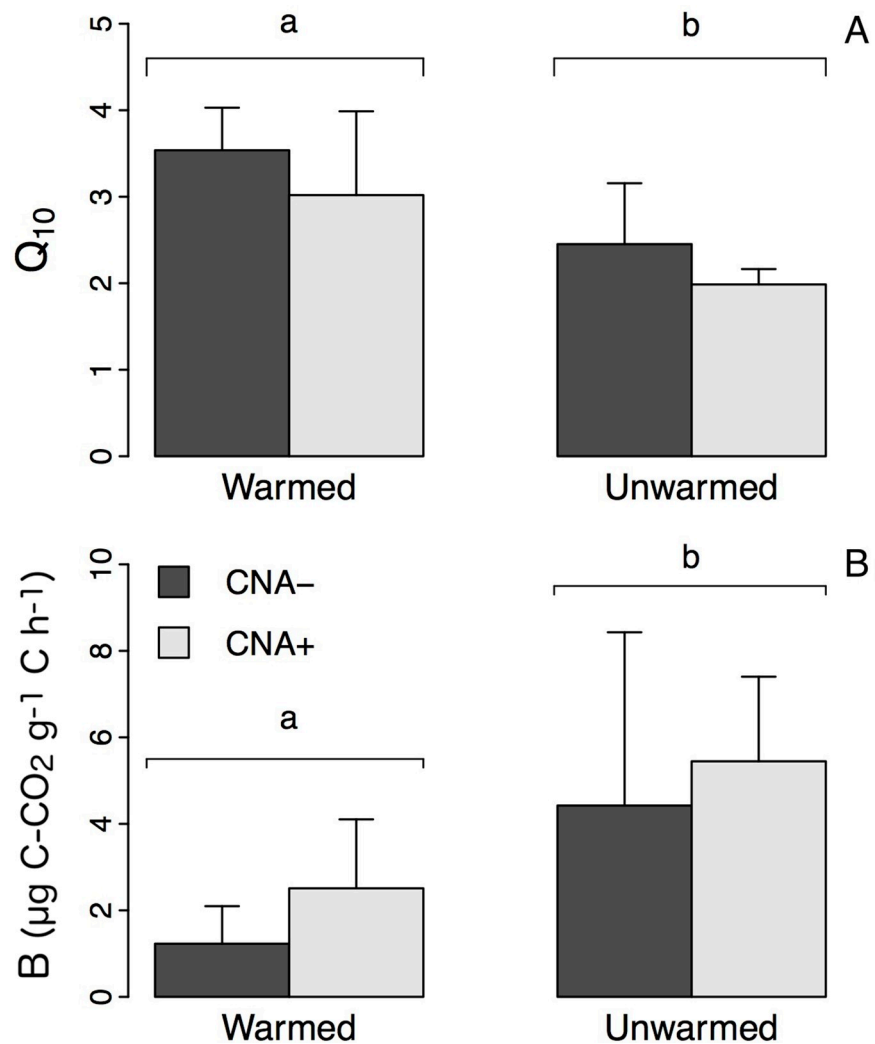 a
b
A
5
4
3
2
1
0
Q10
Warmed
Unwarmed
b
B
10
8
6
4
2
0
B (µg C-CO2 g-1 C h-1)
CNA–
CNA+
a
Warmed
Unwarmed